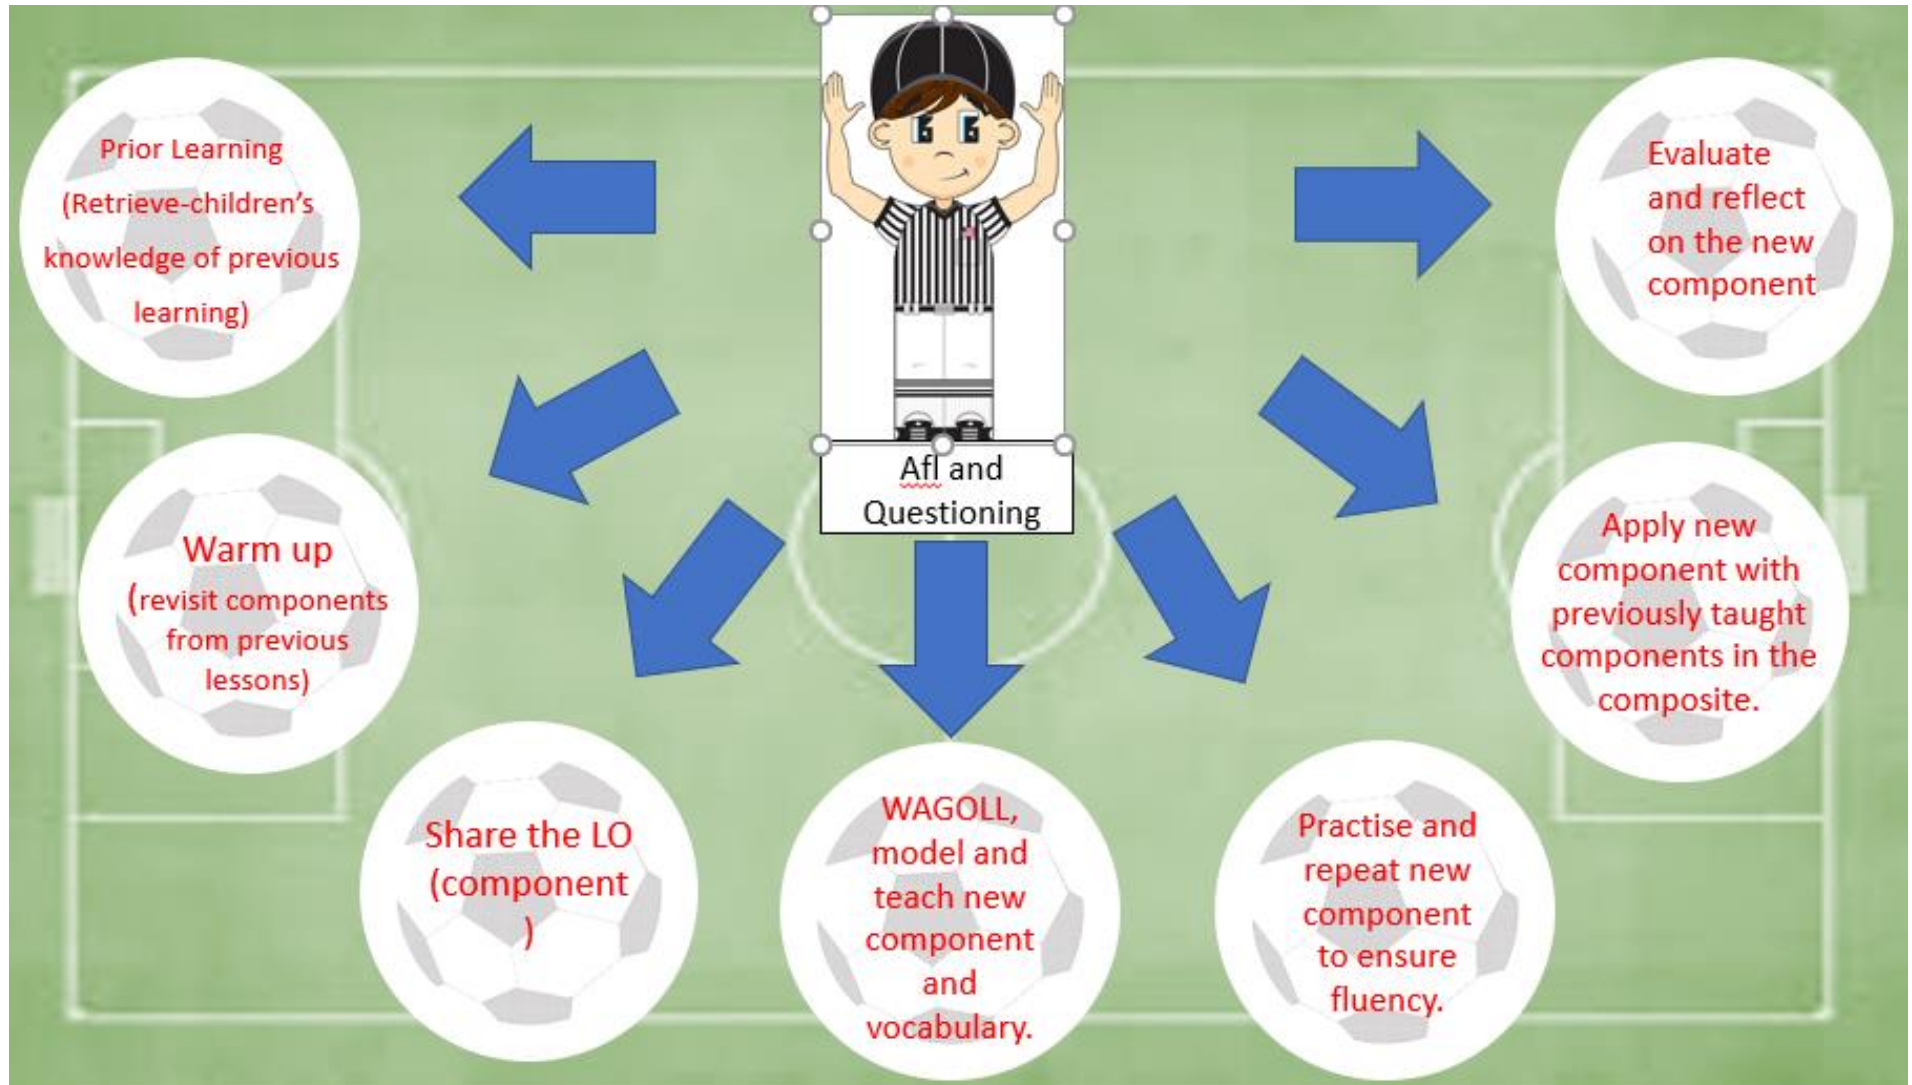 Prior Learning
(Retrieve-children’s
knowledge of previous
learning)
Warm up
(revisit components
from previous
lessons)
Share the LO
(component
)
Afl and
Questioning
WAGOLL,
model and
teach new
component
and
vocabulary.
Practise and
repeat new
component
to ensure
fluency.
Apply new
component with
previously taught
components in the
composite.
Evaluate
and reflect
on the new
component